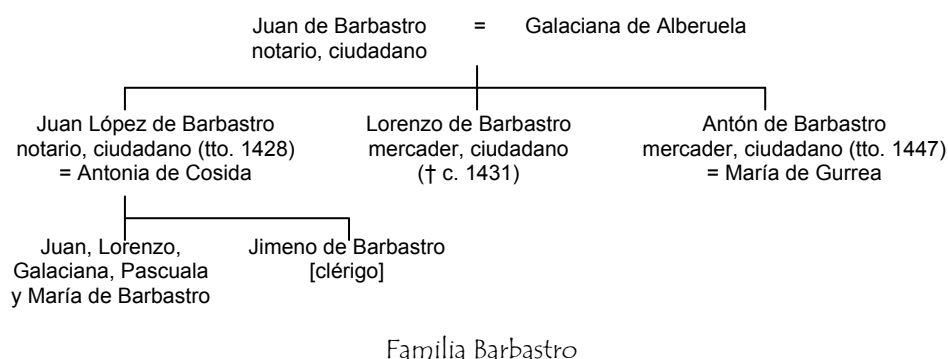 Juan de Barbastro = Galaciana de Alberuela
notario, ciudadano
Juan López de Barbastro
notario, ciudadano (tto. 1428)
= Antonia de Cosida
Lorenzo de Barbastro
mercader, ciudadano
(† c. 1431)
Antón de Barbastro
mercader, ciudadano (tto. 1447)
= María de Gurrea
Juan, Lorenzo,
Galaciana, Pascuala
y María de Barbastro
Jimeno de Barbastro
[clérigo]
Familia Barbastro